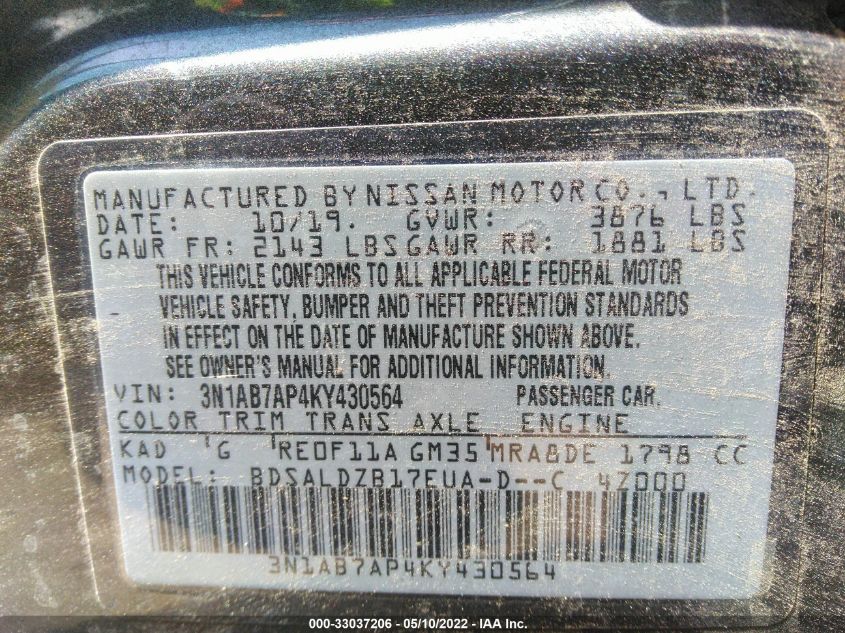 MANUFACTURED BY NISSAN MOTOR CO., LTD.
DATE: 10/19. GVWR: 3876 LBS
GAWR FR: 2143 LBS GAWR RR: 1881 LBS
THIS VEHICLE CONFORMS TO ALL APPLICABLE FEDERAL MOTOR
VEHICLE SAFETY, BUMPER AND THEFT PREVENTION STANDARDS
IN EFFECT ON THE DATE OF MANUFACTURE SHOWN ABOVE.
SEE OWNER'S MANUAL FOR ADDITIONAL INFORMATION.
VIN: 3N1AB7AP4KY430564 PASSENGER CAR.
COLOR TRIM TRANS AXLE ENGINE
KAD G RE0F11A GM35 MRA8DE 1798 CC
MODEL: BDSALDZB17EUA-D--C 4Z000
3N1AB7AP4KY430564
000-33037206 - 05/10/2022 - IAA Inc.